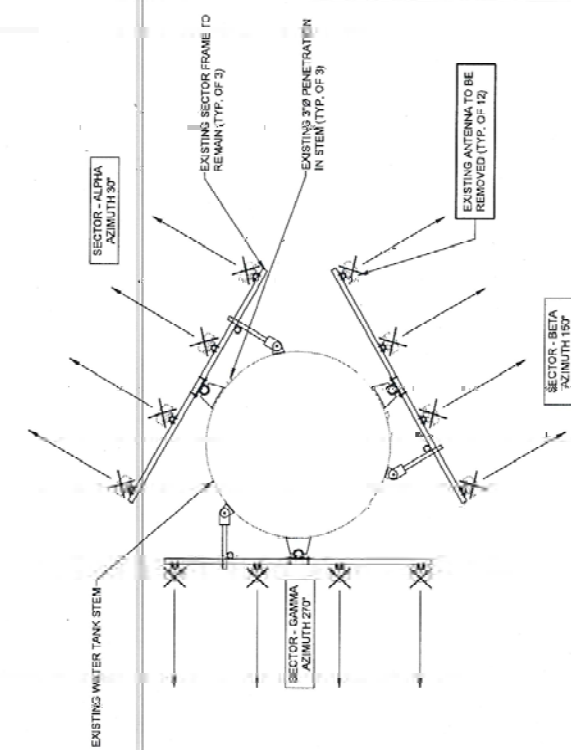 EXISTING WATER TANK STEM
SECTOR - ALPHA
AZIMUTH 30°
EXISTING SECTOR FRAME TO
REMAIN (TYP. OF 3)
EXISTING 3"Ø PENETRATION
IN STEM (TYP. OF 3)
EXISTING ANTENNA TO BE
REMOVED (TYP. OF 12)
SECTOR - GAMMA
AZIMUTH 270°
SECTOR - BETA
AZIMUTH 150°